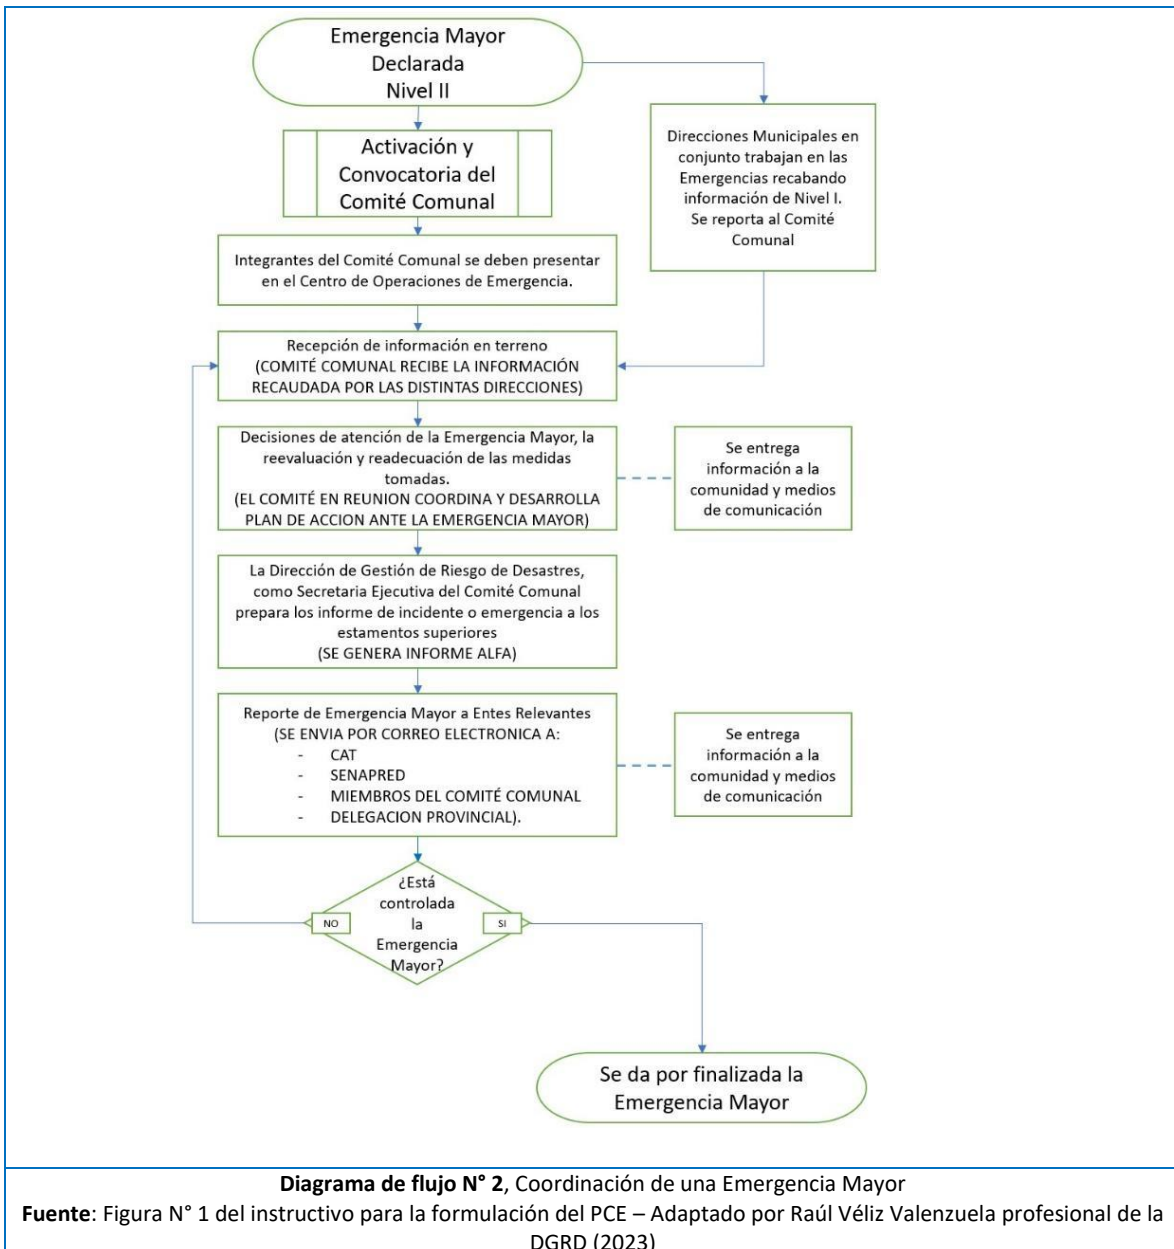 Emergencia Mayor
Declarada
Nivel II
Direcciones Municipales en
conjunto trabajan en las
Emergencias recabando
información de Nivel I.
Se reporta al Comité
Comunal
Activación y
Convocatoria del
Comité Comunal
Integrantes del Comité Comunal se deben presentar
en el Centro de Operaciones de Emergencia.
Recepción de información en terreno
(COMITÉ COMUNAL RECIBE LA INFORMACIÓN
RECAUDADA POR LAS DISTINTAS DIRECCIONES)
Decisiones de atención de la Emergencia Mayor, la
reevaluación y readecuación de las medidas
tomadas.
(EL COMITÉ EN REUNION COORDINA Y DESARROLLA
PLAN DE ACCION ANTE LA EMERGENCIA MAYOR)
Se entrega
información a la
comunidad y medios
de comunicación
La Dirección de Gestión de Riesgo de Desastres,
como Secretaria Ejecutiva del Comité Comunal
prepara los informe de incidente o emergencia a los
estamentos superiores
(SE GENERA INFORME ALFA)
Reporte de Emergencia Mayor a Entes Relevantes
(SE ENVIA POR CORREO ELECTRONICA A:
- CAT
- SENAPRED
- MIEMBROS DEL COMITÉ COMUNAL
- DELEGACION PROVINCIAL).
Se entrega
información a la
comunidad y medios
de comunicación
¿Está
controlada
la
Emergencia
Mayor?
NO
SI
Se da por finalizada la
Emergencia Mayor
Diagrama de flujo N° 2, Coordinación de una Emergencia Mayor
Fuente: Figura N° 1 del instructivo para la formulación del PCE – Adaptado por Raúl Véliz Valenzuela profesional de la
DGRD (2023)